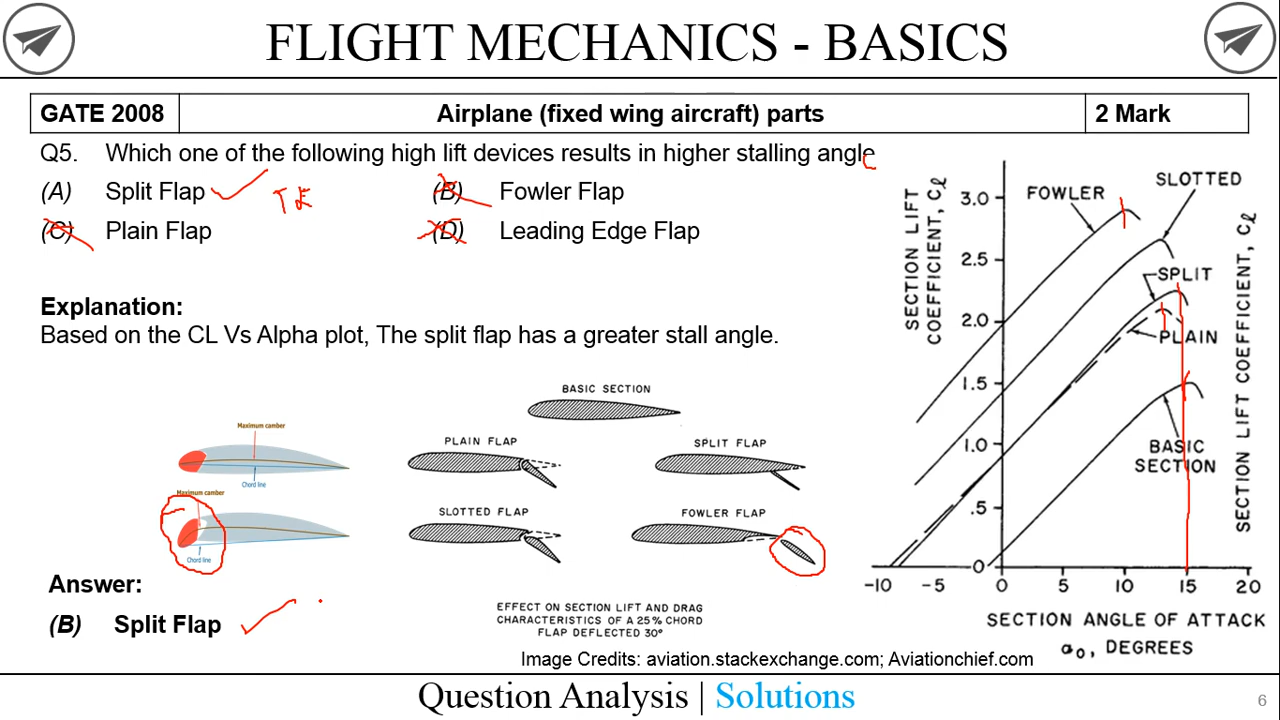 FLIGHT MECHANICS - BASICS
GATE 2008 Airplane (fixed wing aircraft) parts 2 Mark
Q5. Which one of the following high lift devices results in higher stalling angle
(A) Split Flap TE (B) Fowler Flap
(C) Plain Flap (D) Leading Edge Flap
Explanation:
Based on the CL Vs Alpha plot, The split flap has a greater stall angle.
BASIC SECTION
Maximum camber
Chord line
Maximum camber
Chord line
PLAIN FLAP
SPLIT FLAP
SLOTTED FLAP
FOWLER FLAP
EFFECT ON SECTION LIFT AND DRAG
CHARACTERISTICS OF A 25% CHORD
FLAP DEFLECTED 30°
Answer:
(B) Split Flap
SECTION LIFT
COEFFICIENT, Cℓ
3.0
2.5
2.0
1.5
1.0
.5
0
FOWLER
SLOTTED
SPLIT
PLAIN
BASIC
SECTION
SECTION LIFT COEFFICIENT, Cℓ
-10 -5 0 5 10 15 20
SECTION ANGLE OF ATTACK
αo, DEGREES
Image Credits: aviation.stackexchange.com; Aviationchief.com
Question Analysis | Solutions
6